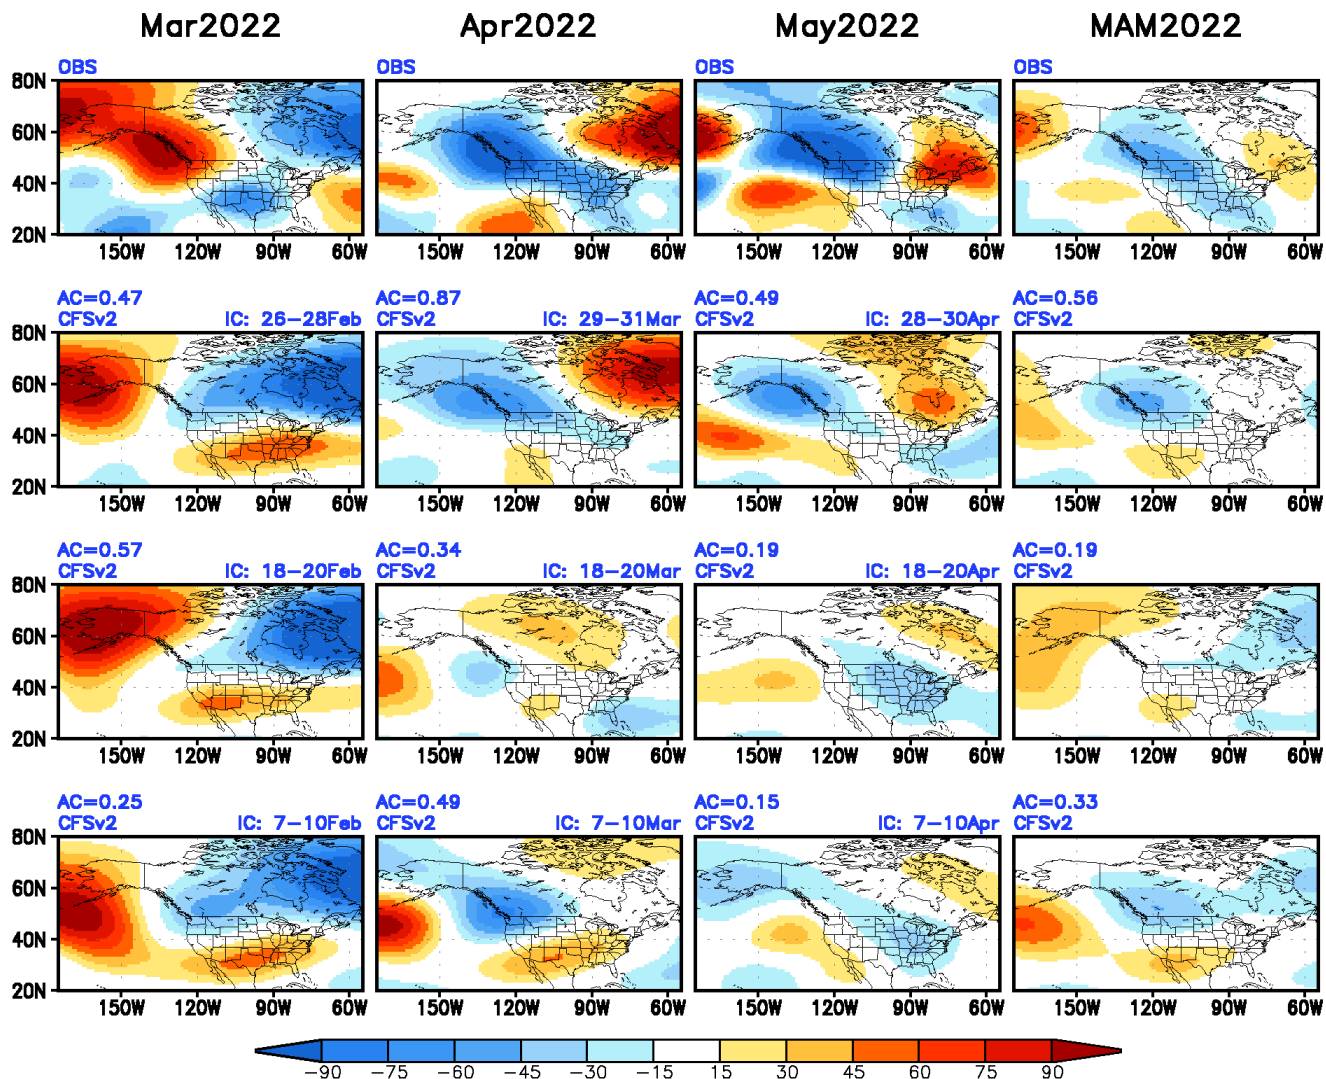 Mar2022 Apr2022 May2022 MAM2022
OBS OBS OBS OBS
80N
60N
40N
20N
150W 120W 90W 60W 150W 120W 90W 60W 150W 120W 90W 60W 150W 120W 90W 60W
AC=0.47 AC=0.87 AC=0.49 AC=0.56
CFSv2 IC: 26-28Feb CFSv2 IC: 29-31Mar CFSv2 IC: 28-30Apr CFSv2
80N
60N
40N
20N
150W 120W 90W 60W 150W 120W 90W 60W 150W 120W 90W 60W 150W 120W 90W 60W
AC=0.57 AC=0.34 AC=0.19 AC=0.19
CFSv2 IC: 18-20Feb CFSv2 IC: 18-20Mar CFSv2 IC: 18-20Apr CFSv2
80N
60N
40N
20N
150W 120W 90W 60W 150W 120W 90W 60W 150W 120W 90W 60W 150W 120W 90W 60W
AC=0.25 AC=0.49 AC=0.15 AC=0.33
CFSv2 IC: 7-10Feb CFSv2 IC: 7-10Mar CFSv2 IC: 7-10Apr CFSv2
80N
60N
40N
20N
150W 120W 90W 60W 150W 120W 90W 60W 150W 120W 90W 60W 150W 120W 90W 60W
-90 -75 -60 -45 -30 -15 15 30 45 60 75 90